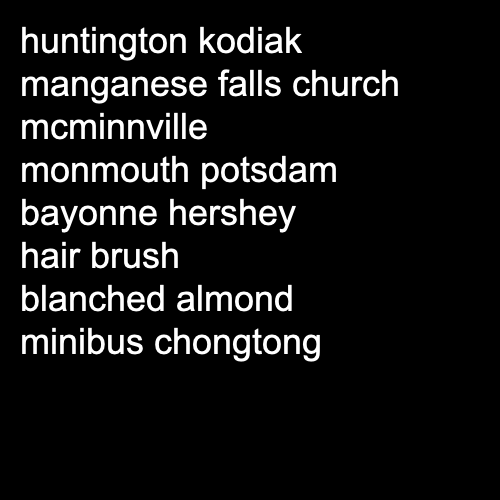 huntington kodiak
manganese falls church
mcminnville
monmouth potsdam
bayonne hershey
hair brush
blanched almond
minibus chongtong